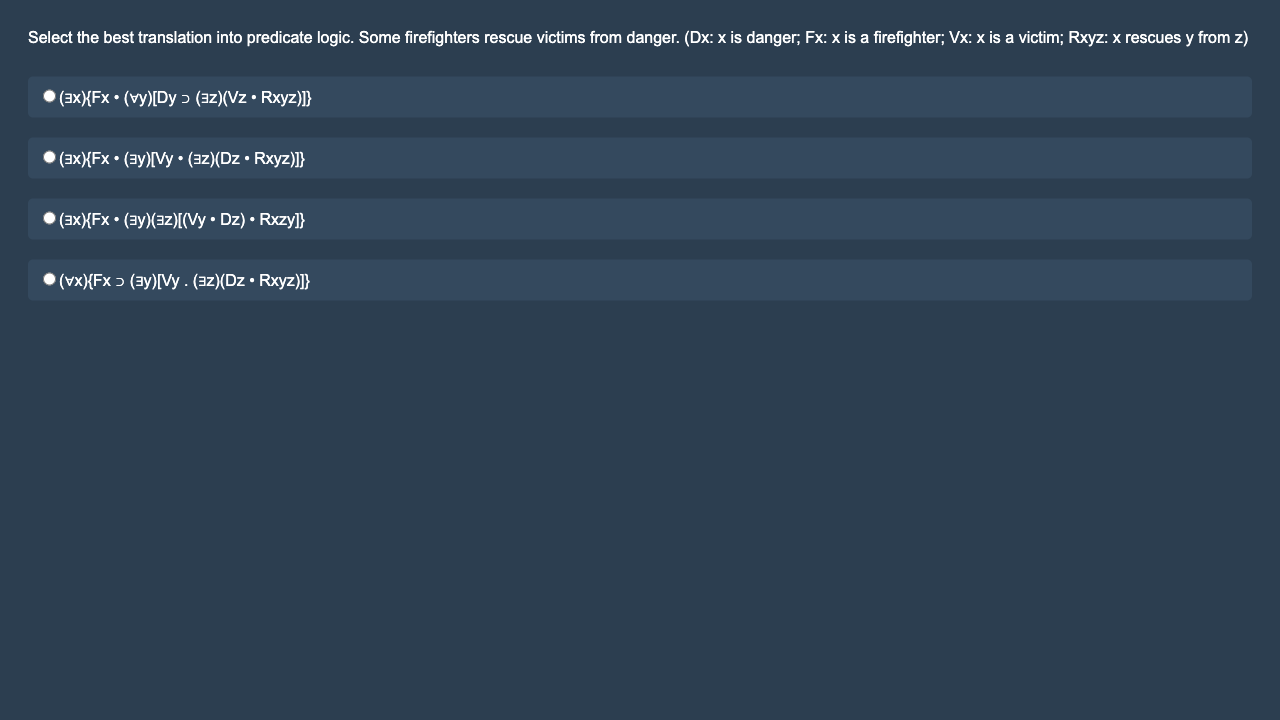 Select the best translation into predicate logic. Some firefighters rescue victims from danger. (Dx: x is danger; Fx: x is a firefighter; Vx: x is a victim; Rxyz: x rescues y from z)
(∃x){Fx • (∀y)[Dy ⊃ (∃z)(Vz • Rxyz)]}
(∃x){Fx • (∃y)[Vy • (∃z)(Dz • Rxyz)]}
(∃x){Fx • (∃y)(∃z)[(Vy • Dz) • Rxzy]}
(∀x){Fx ⊃ (∃y)[Vy . (∃z)(Dz • Rxyz)]}